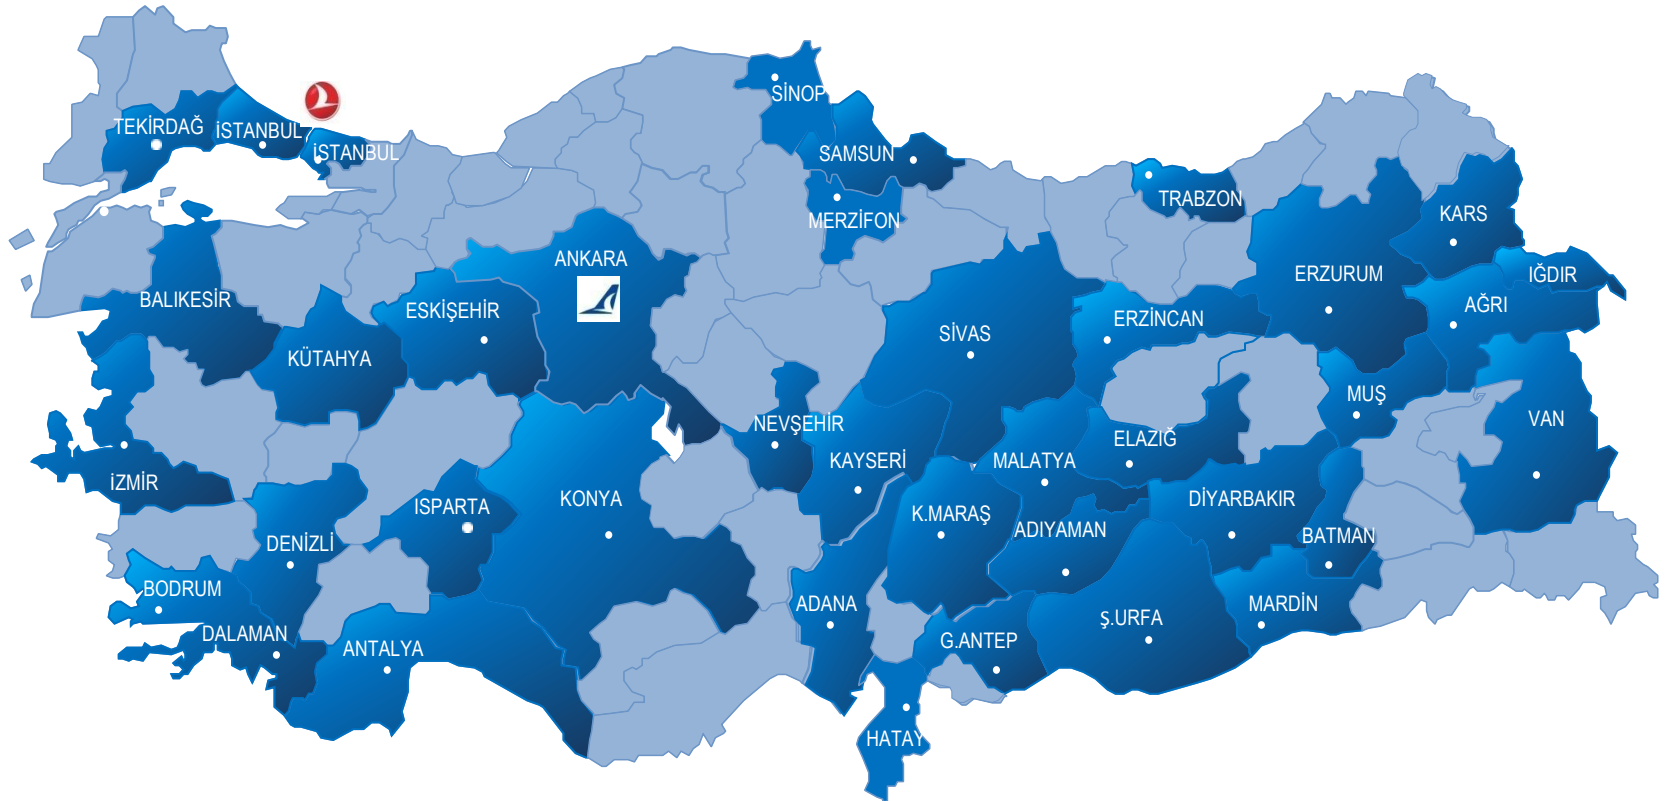 SİNOP
TEKİRDAĞ
İSTANBUL
İSTANBUL
SAMSUN
TRABZON
MERZİFON
KARS
ANKARA
ERZURUM
IĞDIR
BALIKESİR
ESKİŞEHİR
AĞRI
ERZİNCAN
SİVAS
KÜTAHYA
MUŞ
NEVŞEHİR
VAN
ELAZIĞ
KAYSERİ
MALATYA
İZMİR
ISPARTA
KONYA
DİYARBAKIR
K.MARAŞ
ADIYAMAN
BATMAN
DENİZLİ
BODRUM
ADANA
MARDİN
Ş.URFA
DALAMAN
ANTALYA
G.ANTEP
HATAY